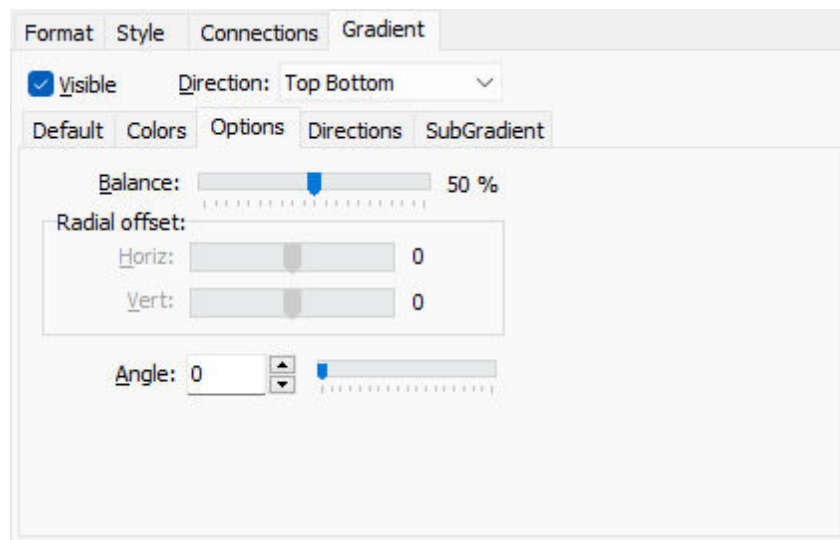 Format Style Connections Gradient
Visible Direction: Top Bottom
Default Colors Options Directions SubGradient
Balance: 50 %
Radial offset:
Horiz: 0
Vert: 0
Angle: 0